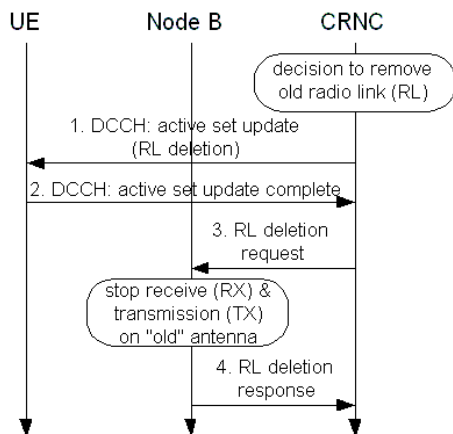 UE Node B CRNC
decision to remove
old radio link (RL)
1. DCCH: active set update
(RL deletion)
2. DCCH: active set update complete
3. RL deletion
request
stop receive (RX) &
transmission (TX)
on "old" antenna
4. RL deletion
response